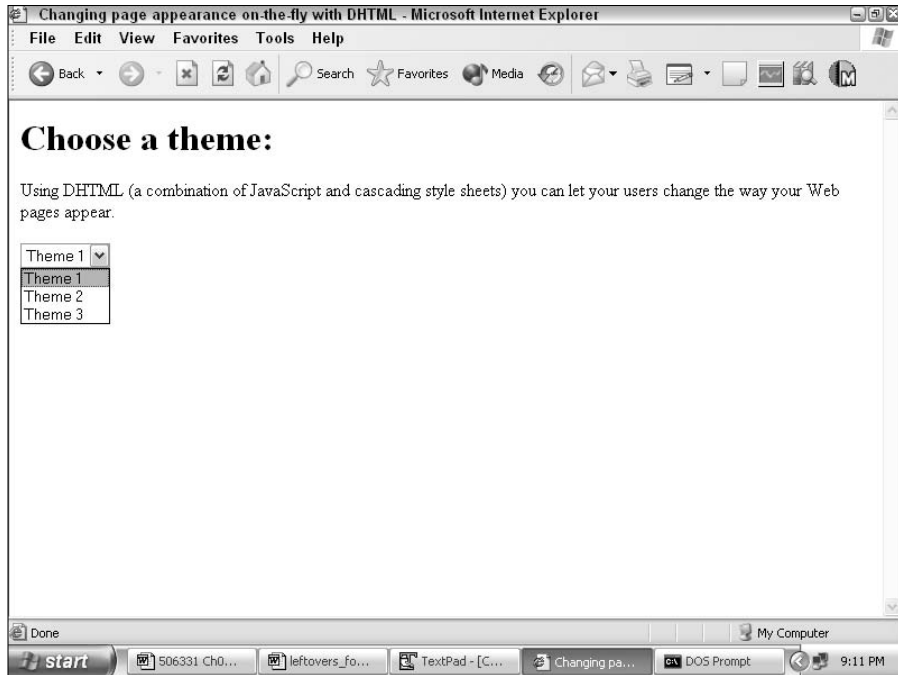 Changing page appearance on-the-fly with DHTML - Microsoft Internet Explorer
File Edit View Favorites Tools Help
Back Search Favorites Media
Choose a theme:
Using DHTML (a combination of JavaScript and cascading style sheets) you can let your users change the way your Web
pages appear.
Theme 1
Theme 1
Theme 2
Theme 3
Done My Computer
start 506331 Ch0... leftovers_fo... TextPad - [C... Changing pa... DOS Prompt 9:11 PM